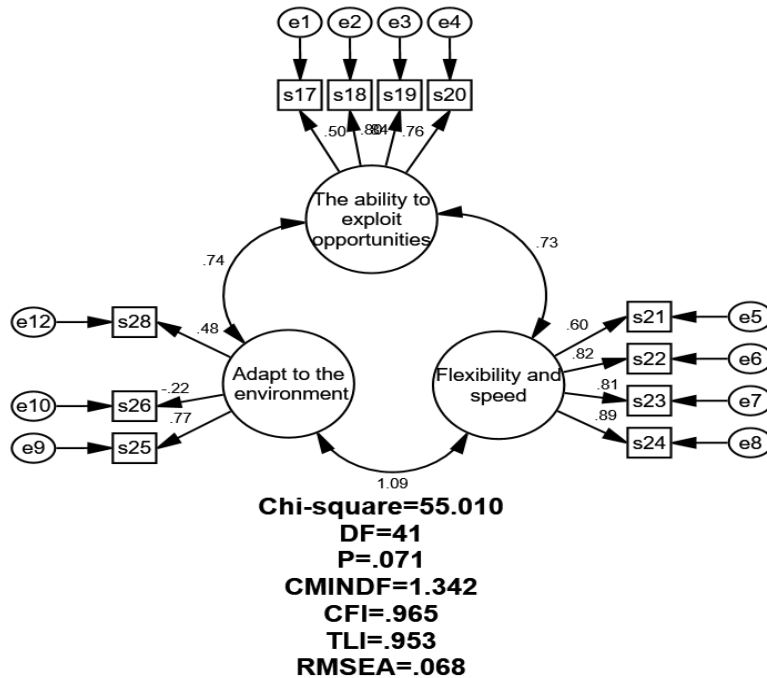 e1 e2 e3 e4
s17 s18 s19 s20
.50 .76
The ability to
exploit
opportunities
.74 .73
e12 s28 .48
e10 s26 -.22
e9 s25 .77
Adapt to the
environment
Flexibility and
speed
.60 s21 e5
.82 s22 e6
.81 s23 e7
.89 s24 e8
1.09
Chi-square=55.010
DF=41
P=.071
CMINDF=1.342
CFI=.965
TLI=.953
RMSEA=.068